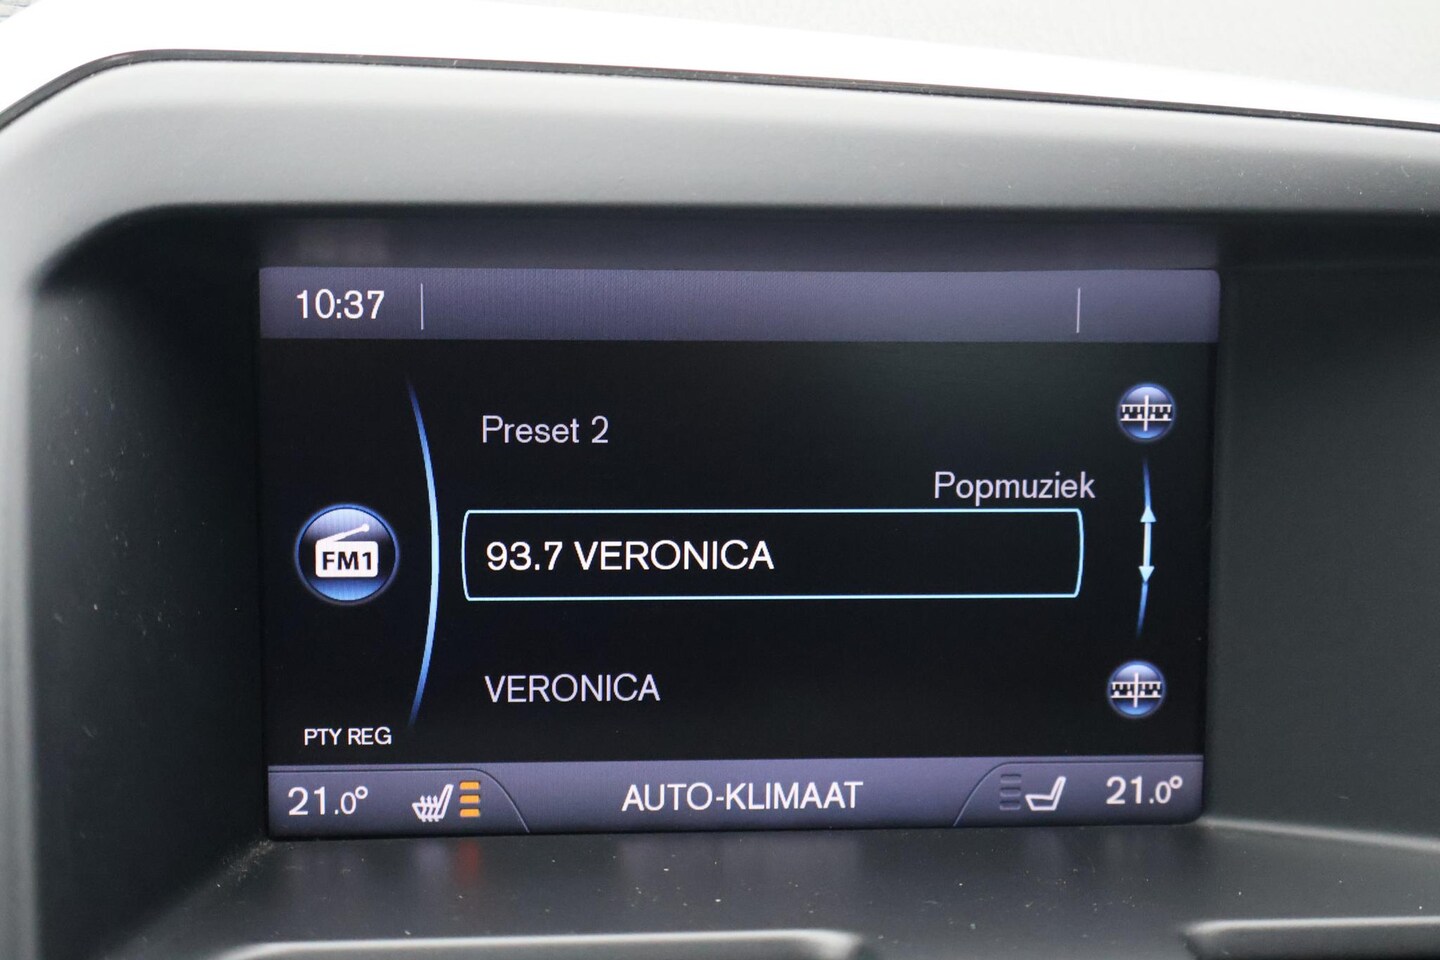 10:37
Preset 2
Popmuziek
FM1
93.7 VERONICA
VERONICA
PTY REG
21.0° AUTO-KLIMAAT 21.0°